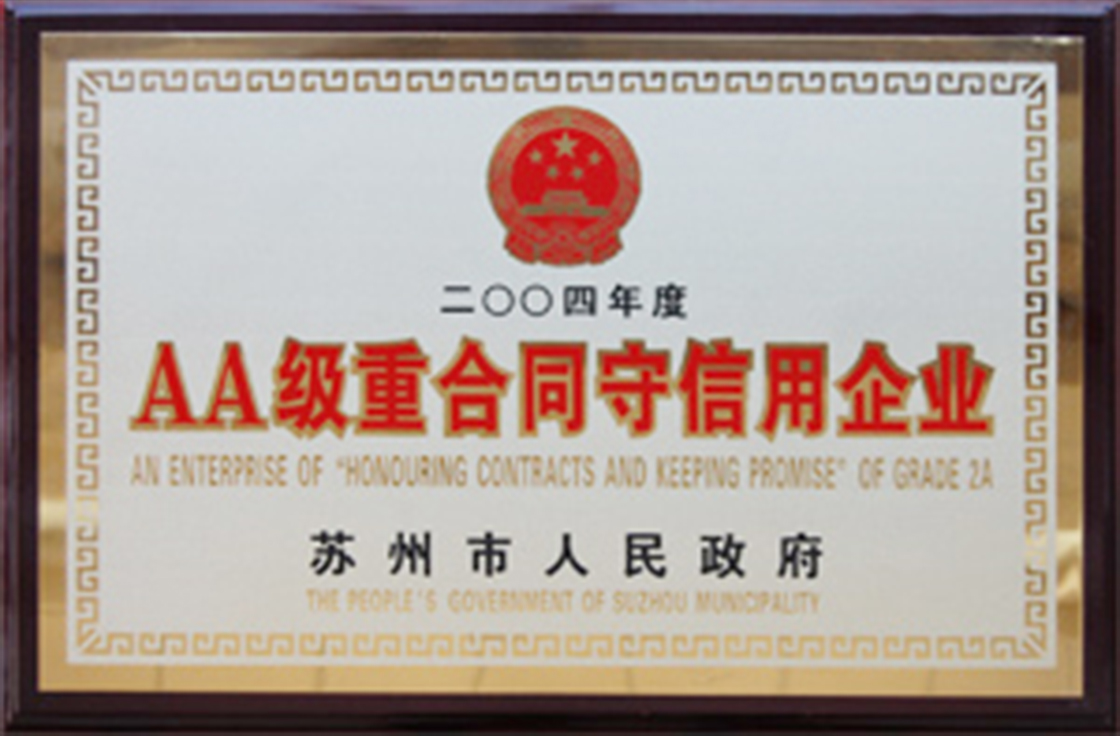 二〇〇四年度
AA级重合同守信用企业
AN ENTERPRISE OF "HONOURING CONTRACTS AND KEEPING PROMISE" OF GRADE 2A
苏州市人民政府
THE PEOPLE'S GOVERNMENT OF SUZHOU MUNICIPALITY